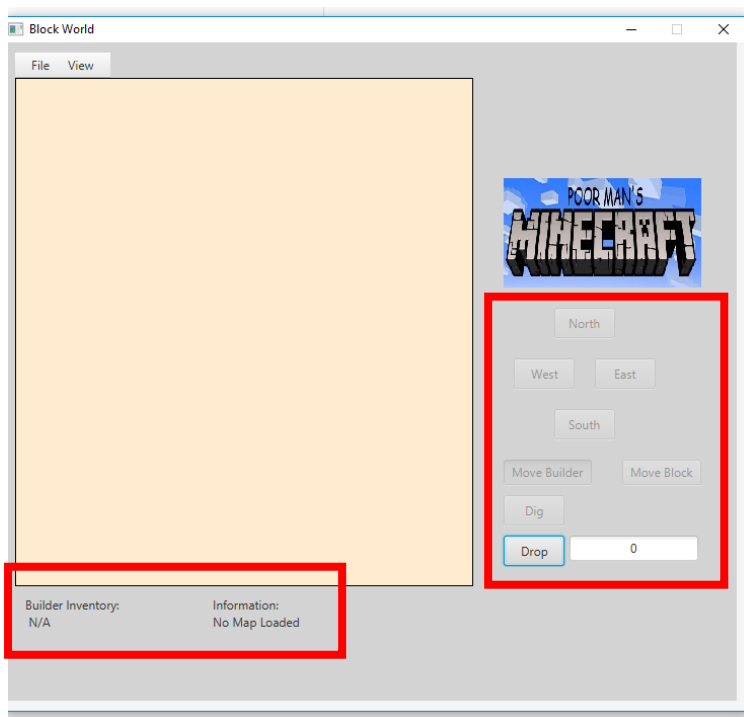 Block World
File View
POOR MAN'S
MINECRAFT
North
West East
South
Move Builder Move Block
Dig
Drop 0
Builder Inventory: Information:
N/A No Map Loaded